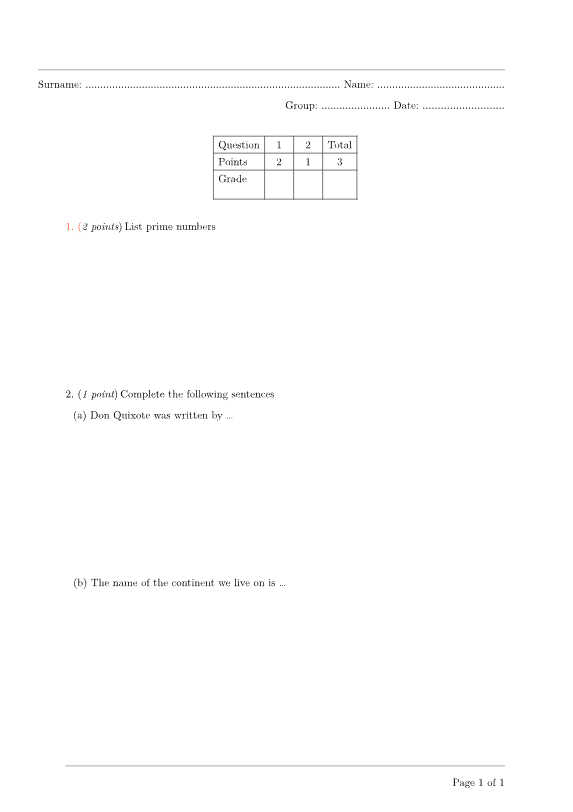 Surname: ...................................................................................... Name: ...........................................
Group: ....................... Date: ............................
Question 1 2 Total
Points 2 1 3
Grade
1. (2 points) List prime numbers
2. (1 point) Complete the following sentences
(a) Don Quixote was written by ...
(b) The name of the continent we live on is ...
Page 1 of 1